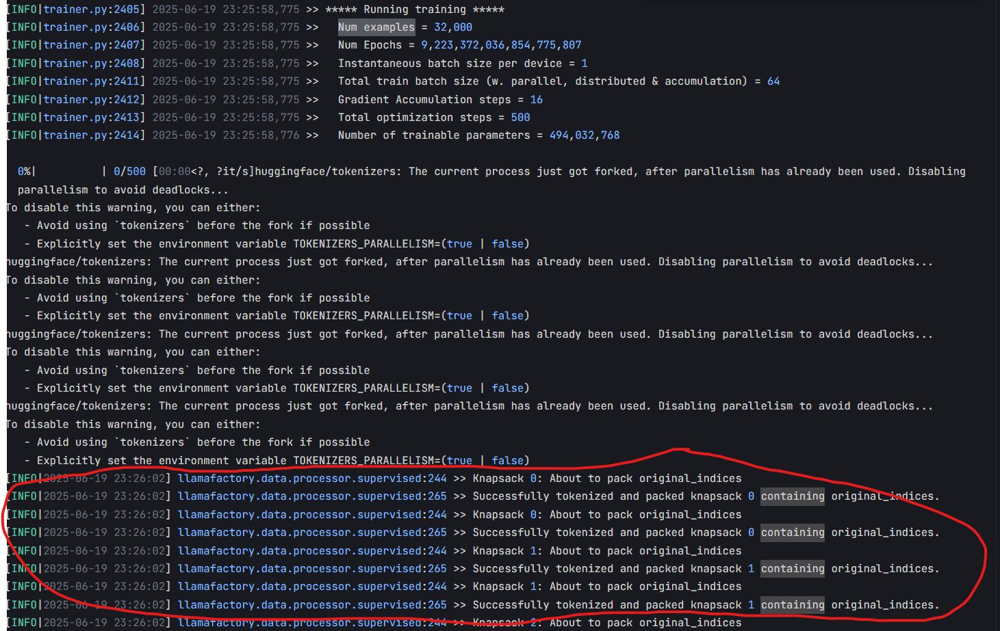 [INFO|trainer.py:2405] 2025-06-19 23:25:58,775 >> ***** Running training *****
[INFO|trainer.py:2406] 2025-06-19 23:25:58,775 >>   Num examples = 32,000
[INFO|trainer.py:2407] 2025-06-19 23:25:58,775 >>   Num Epochs = 9,223,372,036,854,775,807
[INFO|trainer.py:2408] 2025-06-19 23:25:58,775 >>   Instantaneous batch size per device = 1
[INFO|trainer.py:2411] 2025-06-19 23:25:58,775 >>   Total train batch size (w. parallel, distributed & accumulation) = 64
[INFO|trainer.py:2412] 2025-06-19 23:25:58,775 >>   Gradient Accumulation steps = 16
[INFO|trainer.py:2413] 2025-06-19 23:25:58,775 >>   Total optimization steps = 500
[INFO|trainer.py:2414] 2025-06-19 23:25:58,776 >>   Number of trainable parameters = 494,032,768
0%|          | 0/500 [00:00<?, ?it/s]huggingface/tokenizers: The current process just got forked, after parallelism has already been used. Disabling
parallelism to avoid deadlocks...
To disable this warning, you can either:
- Avoid using `tokenizers` before the fork if possible
- Explicitly set the environment variable TOKENIZERS_PARALLELISM=(true | false)
huggingface/tokenizers: The current process just got forked, after parallelism has already been used. Disabling parallelism to avoid deadlocks...
To disable this warning, you can either:
- Avoid using `tokenizers` before the fork if possible
- Explicitly set the environment variable TOKENIZERS_PARALLELISM=(true | false)
huggingface/tokenizers: The current process just got forked, after parallelism has already been used. Disabling parallelism to avoid deadlocks...
To disable this warning, you can either:
- Avoid using `tokenizers` before the fork if possible
- Explicitly set the environment variable TOKENIZERS_PARALLELISM=(true | false)
huggingface/tokenizers: The current process just got forked, after parallelism has already been used. Disabling parallelism to avoid deadlocks...
To disable this warning, you can either:
- Avoid using `tokenizers` before the fork if possible
- Explicitly set the environment variable TOKENIZERS_PARALLELISM=(true | false)
[INFO|2025-06-19 23:26:02] llamafactory.data.processor.supervised:244 >> Knapsack 0: About to pack original_indices
[INFO|2025-06-19 23:26:02] llamafactory.data.processor.supervised:265 >> Successfully tokenized and packed knapsack 0 containing original_indices.
[INFO|2025-06-19 23:26:02] llamafactory.data.processor.supervised:244 >> Knapsack 0: About to pack original_indices
[INFO|2025-06-19 23:26:02] llamafactory.data.processor.supervised:265 >> Successfully tokenized and packed knapsack 0 containing original_indices.
[INFO|2025-06-19 23:26:02] llamafactory.data.processor.supervised:244 >> Knapsack 1: About to pack original_indices
[INFO|2025-06-19 23:26:02] llamafactory.data.processor.supervised:265 >> Successfully tokenized and packed knapsack 1 containing original_indices.
[INFO|2025-06-19 23:26:02] llamafactory.data.processor.supervised:244 >> Knapsack 1: About to pack original_indices
[INFO|2025-06-19 23:26:02] llamafactory.data.processor.supervised:265 >> Successfully tokenized and packed knapsack 1 containing original_indices.
[INFO|2025-06-19 23:26:02] llamafactory.data.processor.supervised:244 >> Knapsack 2: About to pack original_indices